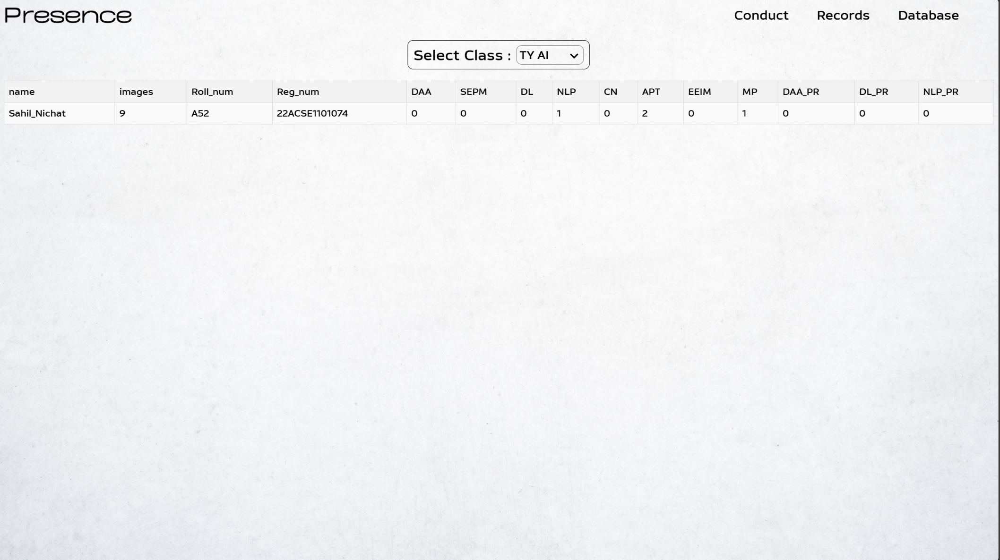 Presence Conduct Records Database
Select Class : TY AI
name images Roll_num Reg_num DAA SEPM DL NLP CN APT EEIM MP DAA_PR DL_PR NLP_PR
Sahil_Nichat 9 A52 22ACSE1101074 0 0 0 1 0 2 0 1 0 0 0